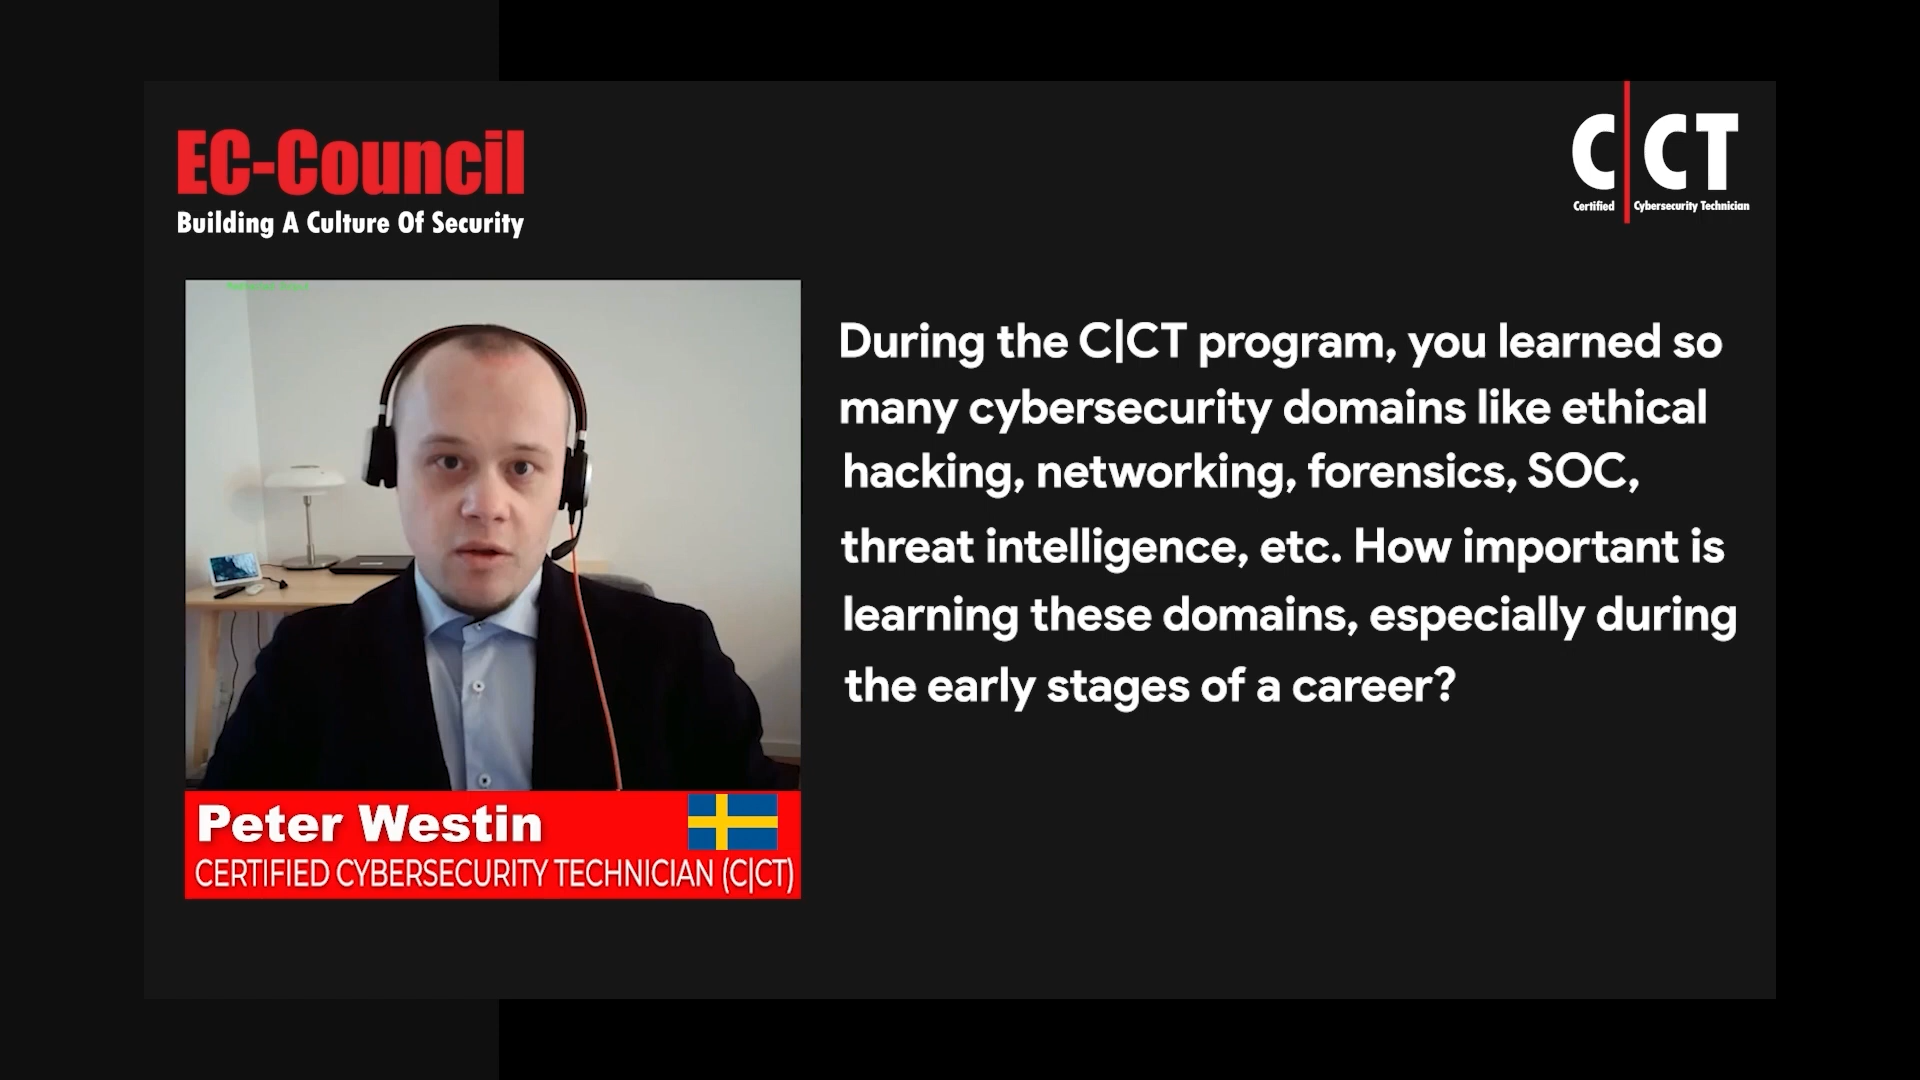 EC-Council
Building A Culture Of Security
C|CT
Certified Cybersecurity Technician
During the C|CT program, you learned so
many cybersecurity domains like ethical
hacking, networking, forensics, SOC,
threat intelligence, etc. How important is
learning these domains, especially during
the early stages of a career?
Peter Westin
CERTIFIED CYBERSECURITY TECHNICIAN (C|CT)